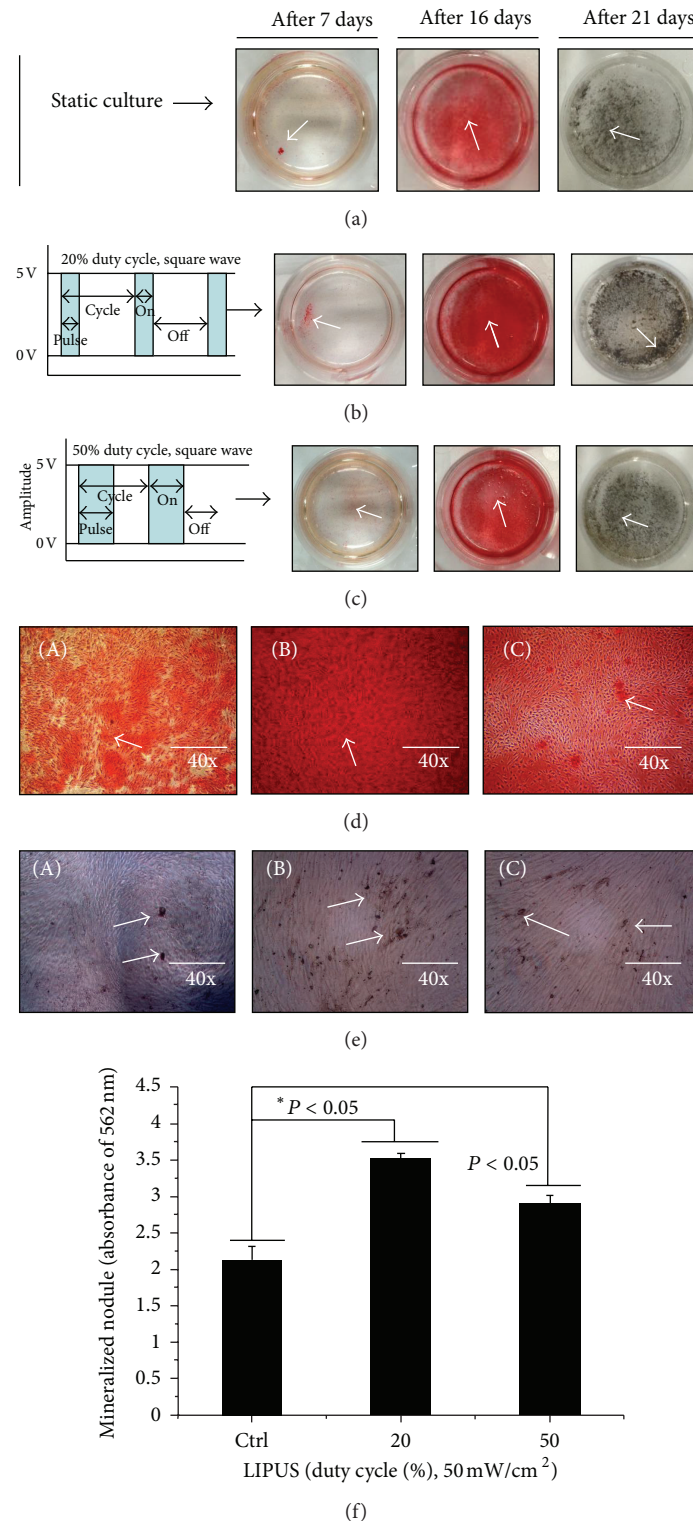 After 7 days After 16 days After 21 days
Static culture
(a)
20% duty cycle, square wave
5 V
Cycle On
Off
Pulse
0 V
(b)
50% duty cycle, square wave
5 V
Cycle On
Off
Pulse
0 V
Amplitude
(c)
(A) (B) (C)
40x 40x 40x
(d)
(A) (B) (C)
40x 40x 40x
(e)
4.5
4
3.5
3
2.5
2
1.5
1
0.5
0
Mineralized nodule (absorbance of 562 nm)
* P < 0.05
P < 0.05
Ctrl 20 50
LIPUS (duty cycle (%), 50 mW/cm²)
(f)